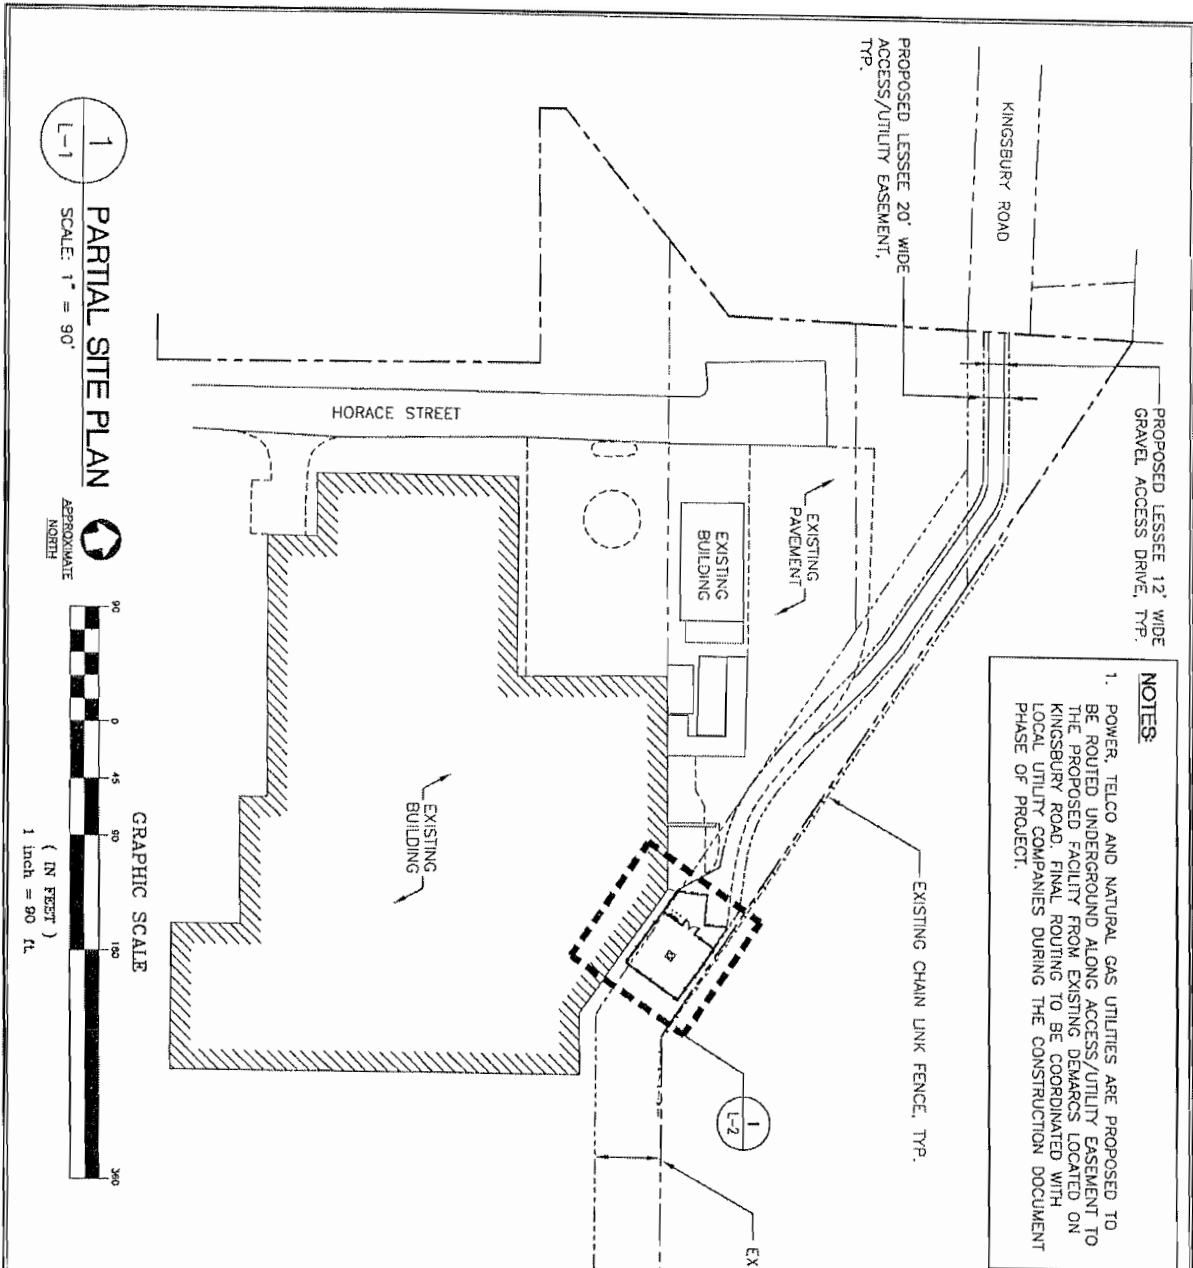 KINGSBURY ROAD
PROPOSED LESSEE 20' WIDE
ACCESS/UTILITY EASEMENT,
TYP.
PROPOSED LESSEE 12' WIDE
GRAVEL ACCESS DRIVE, TYP.
NOTES:
1. POWER, TELCO AND NATURAL GAS UTILITIES ARE PROPOSED TO
BE ROUTED UNDERGROUND ALONG ACCESS/UTILITY EASEMENT TO
THE PROPOSED FACILITY FROM EXISTING DEMARCS LOCATED ON
KINGSBURY ROAD. FINAL ROUTING TO BE COORDINATED WITH
LOCAL UTILITY COMPANIES DURING THE CONSTRUCTION DOCUMENT
PHASE OF PROJECT.
HORACE STREET
EXISTING
PAVEMENT
EXISTING
BUILDING
EXISTING CHAIN LINK FENCE, TYP.
EXISTING
BUILDING
1
L-2
EX
1
L-1
PARTIAL SITE PLAN
SCALE: 1" = 90'
APPROXIMATE
NORTH
GRAPHIC SCALE
90 0 45 90 180 360
( IN FEET )
1 inch = 90 ft.